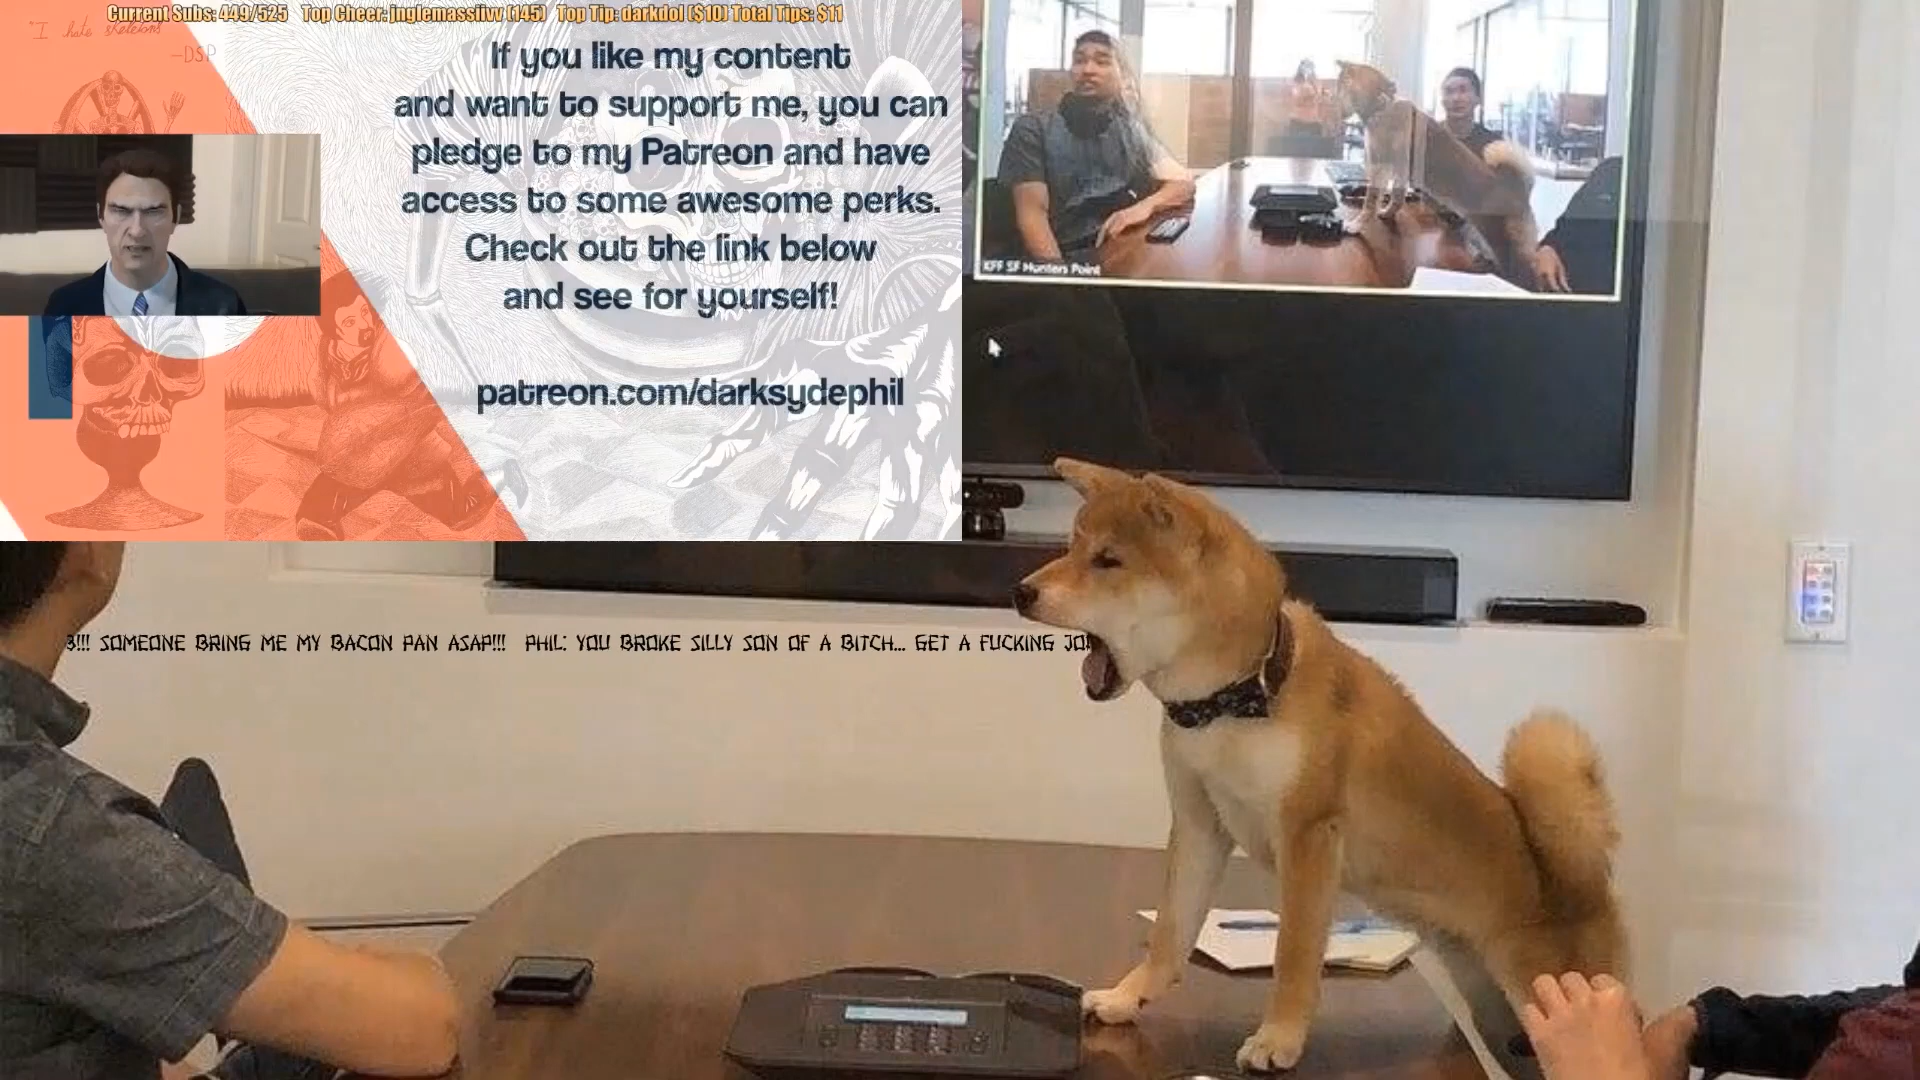 Current Subs: 449/525 Top Cheer: jnglemassiivv (145) Top Tip: darkdol ($10) Total Tips: $11
"I hate skeletons"
—DSP
If you like my content
and want to support me, you can
pledge to my Patreon and have
access to some awesome perks.
Check out the link below
and see for yourself!
patreon.com/darksydephil
KFF SF Hunters Point
!!! SOMEONE BRING ME MY BACON PAN ASAP!!! PHIL: YOU BROKE SILLY SON OF A BITCH... GET A FUCKING JO